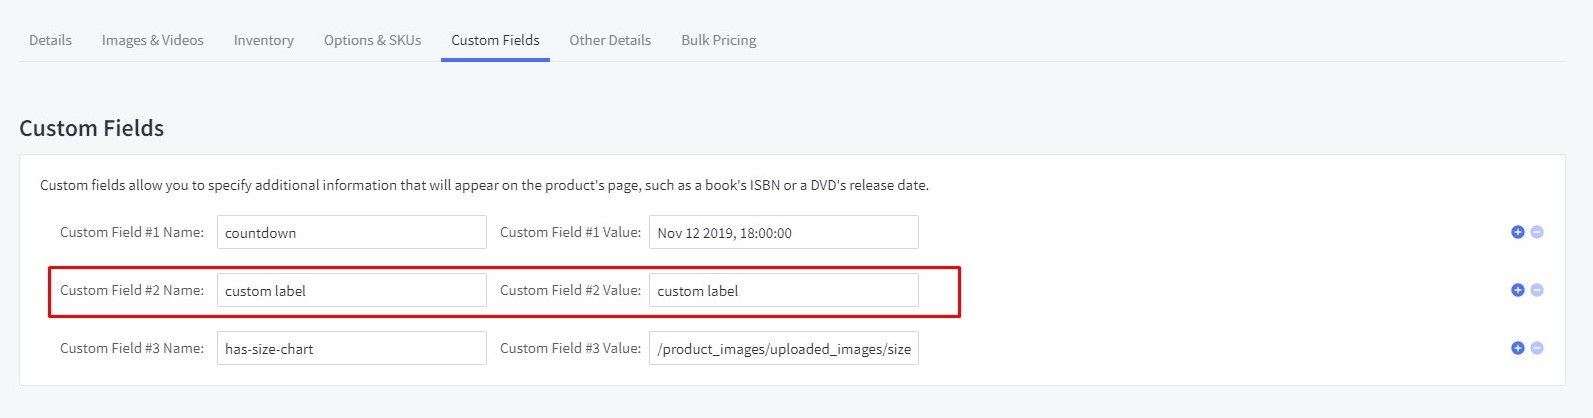 Details Images & Videos Inventory Options & SKUs Custom Fields Other Details Bulk Pricing
Custom Fields
Custom fields allow you to specify additional information that will appear on the product's page, such as a book's ISBN or a DVD's release date.
Custom Field #1 Name: countdown Custom Field #1 Value: Nov 12 2019, 18:00:00
Custom Field #2 Name: custom label Custom Field #2 Value: custom label
Custom Field #3 Name: has-size-chart Custom Field #3 Value: /product_images/uploaded_images/size